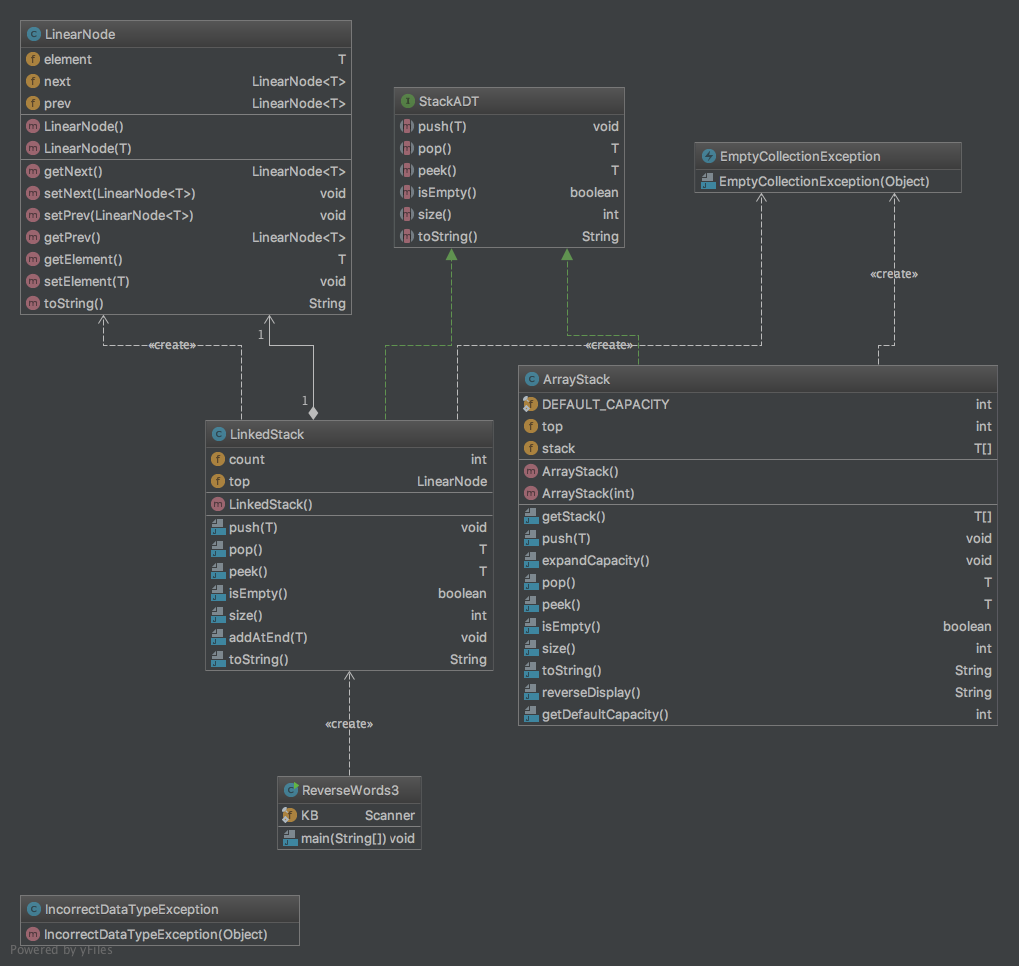 LinearNode
element T
next LinearNode<T>
prev LinearNode<T>
LinearNode()
LinearNode(T)
getNext() LinearNode<T>
setNext(LinearNode<T>) void
setPrev(LinearNode<T>) void
getPrev() LinearNode<T>
getElement() T
setElement(T) void
toString() String
StackADT
push(T) void
pop() T
peek() T
isEmpty() boolean
size() int
toString() String
EmptyCollectionException
EmptyCollectionException(Object)
«create»
1
«create»
«create»
1
LinkedStack
count int
top LinearNode
LinkedStack()
push(T) void
pop() T
peek() T
isEmpty() boolean
size() int
addAtEnd(T) void
toString() String
ArrayStack
DEFAULT_CAPACITY int
top int
stack T[]
ArrayStack()
ArrayStack(int)
getStack() T[]
push(T) void
expandCapacity() void
pop() T
peek() T
isEmpty() boolean
size() int
toString() String
reverseDisplay() String
getDefaultCapacity() int
«create»
ReverseWords3
KB Scanner
main(String[]) void
IncorrectDataTypeException
IncorrectDataTypeException(Object)
Powered by yFiles